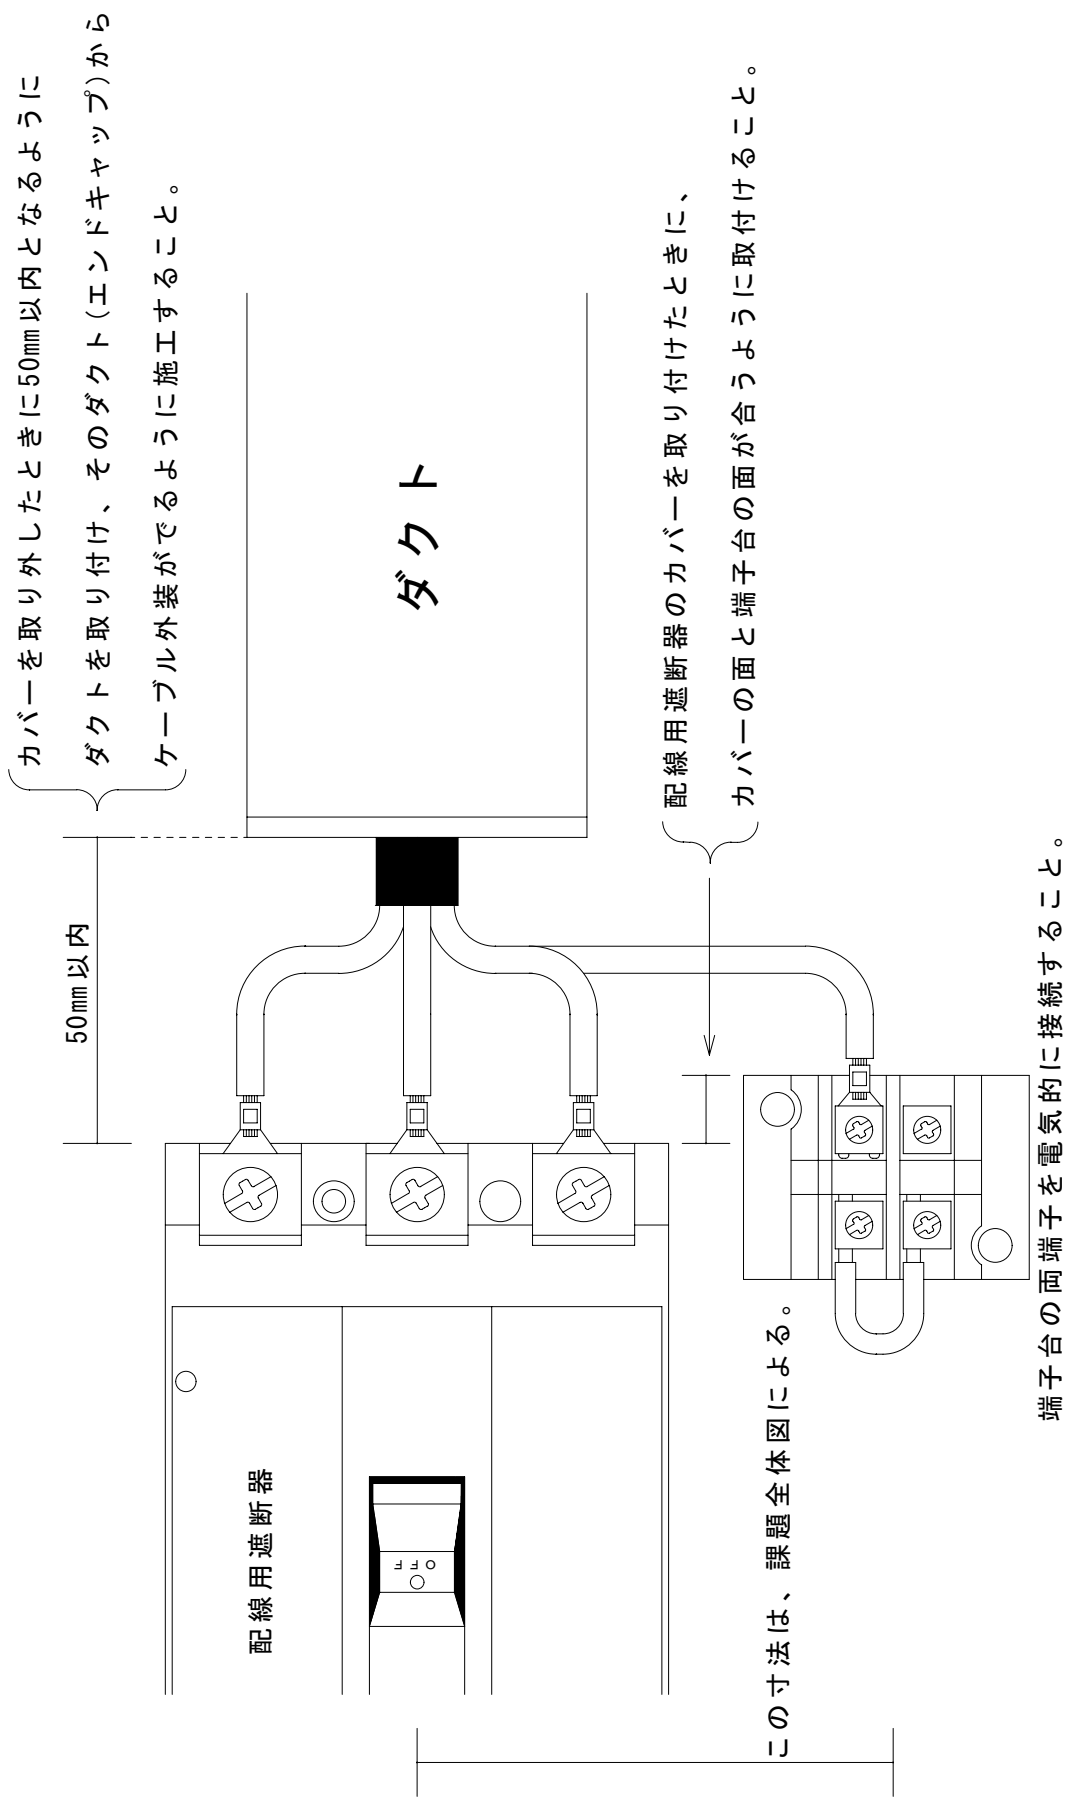 カバーを取り外したときに50mm以内となるように
ダクトを取り付け、そのダクト(エンドキャップ)から
ケーブル外装がでるように施工すること。
50mm以内
ダクト
配線用遮断器のカバーを取り付けたときに、
カバーの面と端子台の面が合うように取付けること。
端子台の両端子を電気的に接続すること。
配線用遮断器
OFF
この寸法は、課題全体図による。